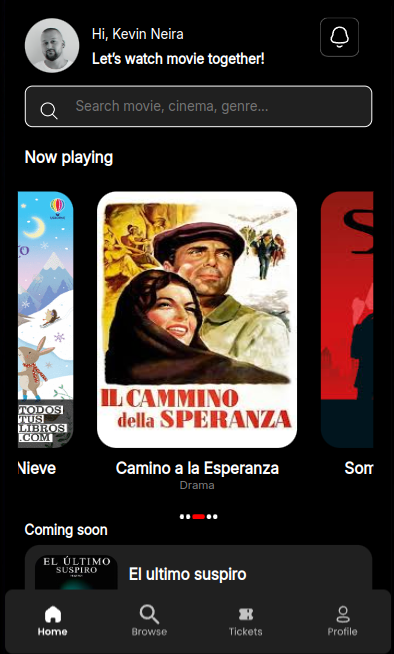 Hi, Kevin Neira
Let's watch movie together!
Search movie, cinema, genre...
Now playing
USBORNE
TODOS
TUS
LIBROS
.COM
IL CAMMINO
della SPERANZA
Nieve
Camino a la Esperanza
Som
Drama
Coming soon
EL ÚLTIMO
SUSPIRO
El ultimo suspiro
Home
Browse
Tickets
Profile